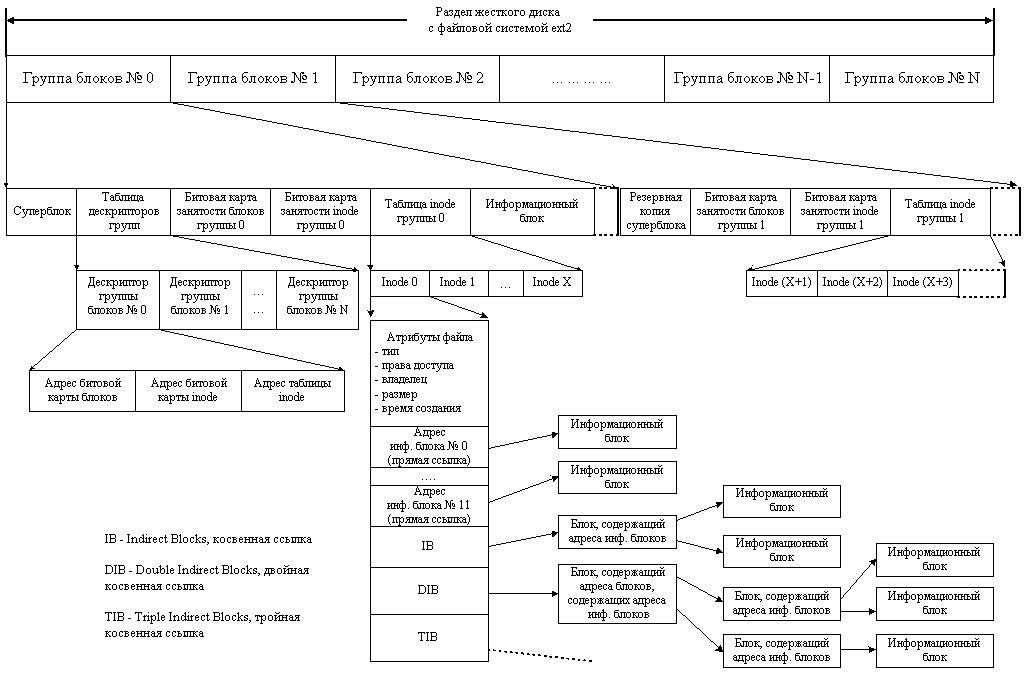 Раздел жесткого диска
с файловой системой ext2
Группа блоков № 0
Группа блоков № 1
Группа блоков № 2
… … … …
Группа блоков № N-1
Группа блоков № N
Суперблок
Таблица
дескрипторов
групп
Битовая карта
занятости блоков
группы 0
Битовая карта
занятости inode
группы 0
Таблица inode
группы 0
Информационный
блок
Резервная
копия
суперблока
Битовая карта
занятости блоков
группы 1
Битовая карта
занятости inode
группы 1
Таблица inode
группы 1
Дескриптор
группы
блоков № 0
Дескриптор
группы
блоков № 1
…
…
Дескриптор
группы
блоков № N
Inode 0
Inode 1
…
Inode X
Inode (X+1)
Inode (X+2)
Inode (X+3)
Адрес битовой
карты блоков
Адрес битовой
карты inode
Адрес таблицы
inode
Атрибуты файла
- тип
- права доступа
- владелец
- размер
- время создания
Адрес
инф. блока № 0
(прямая ссылка)
....
Адрес
инф. блока № 11
(прямая ссылка)
IB
DIB
TIB
Информационный
блок
Информационный
блок
Блок, содержащий
адреса инф. блоков
Информационный
блок
Информационный
блок
Блок, содержащий
адреса блоков,
содержащих адреса
инф. блоков
Блок, содержащий
адреса инф. блоков
Блок, содержащий
адреса инф. блоков
Информационный
блок
Информационный
блок
Информационный
блок
IB - Indirect Blocks, косвенная ссылка
DIB - Double Indirect Blocks, двойная
косвенная ссылка
TIB - Triple Indirect Blocks, тройная
косвенная ссылка